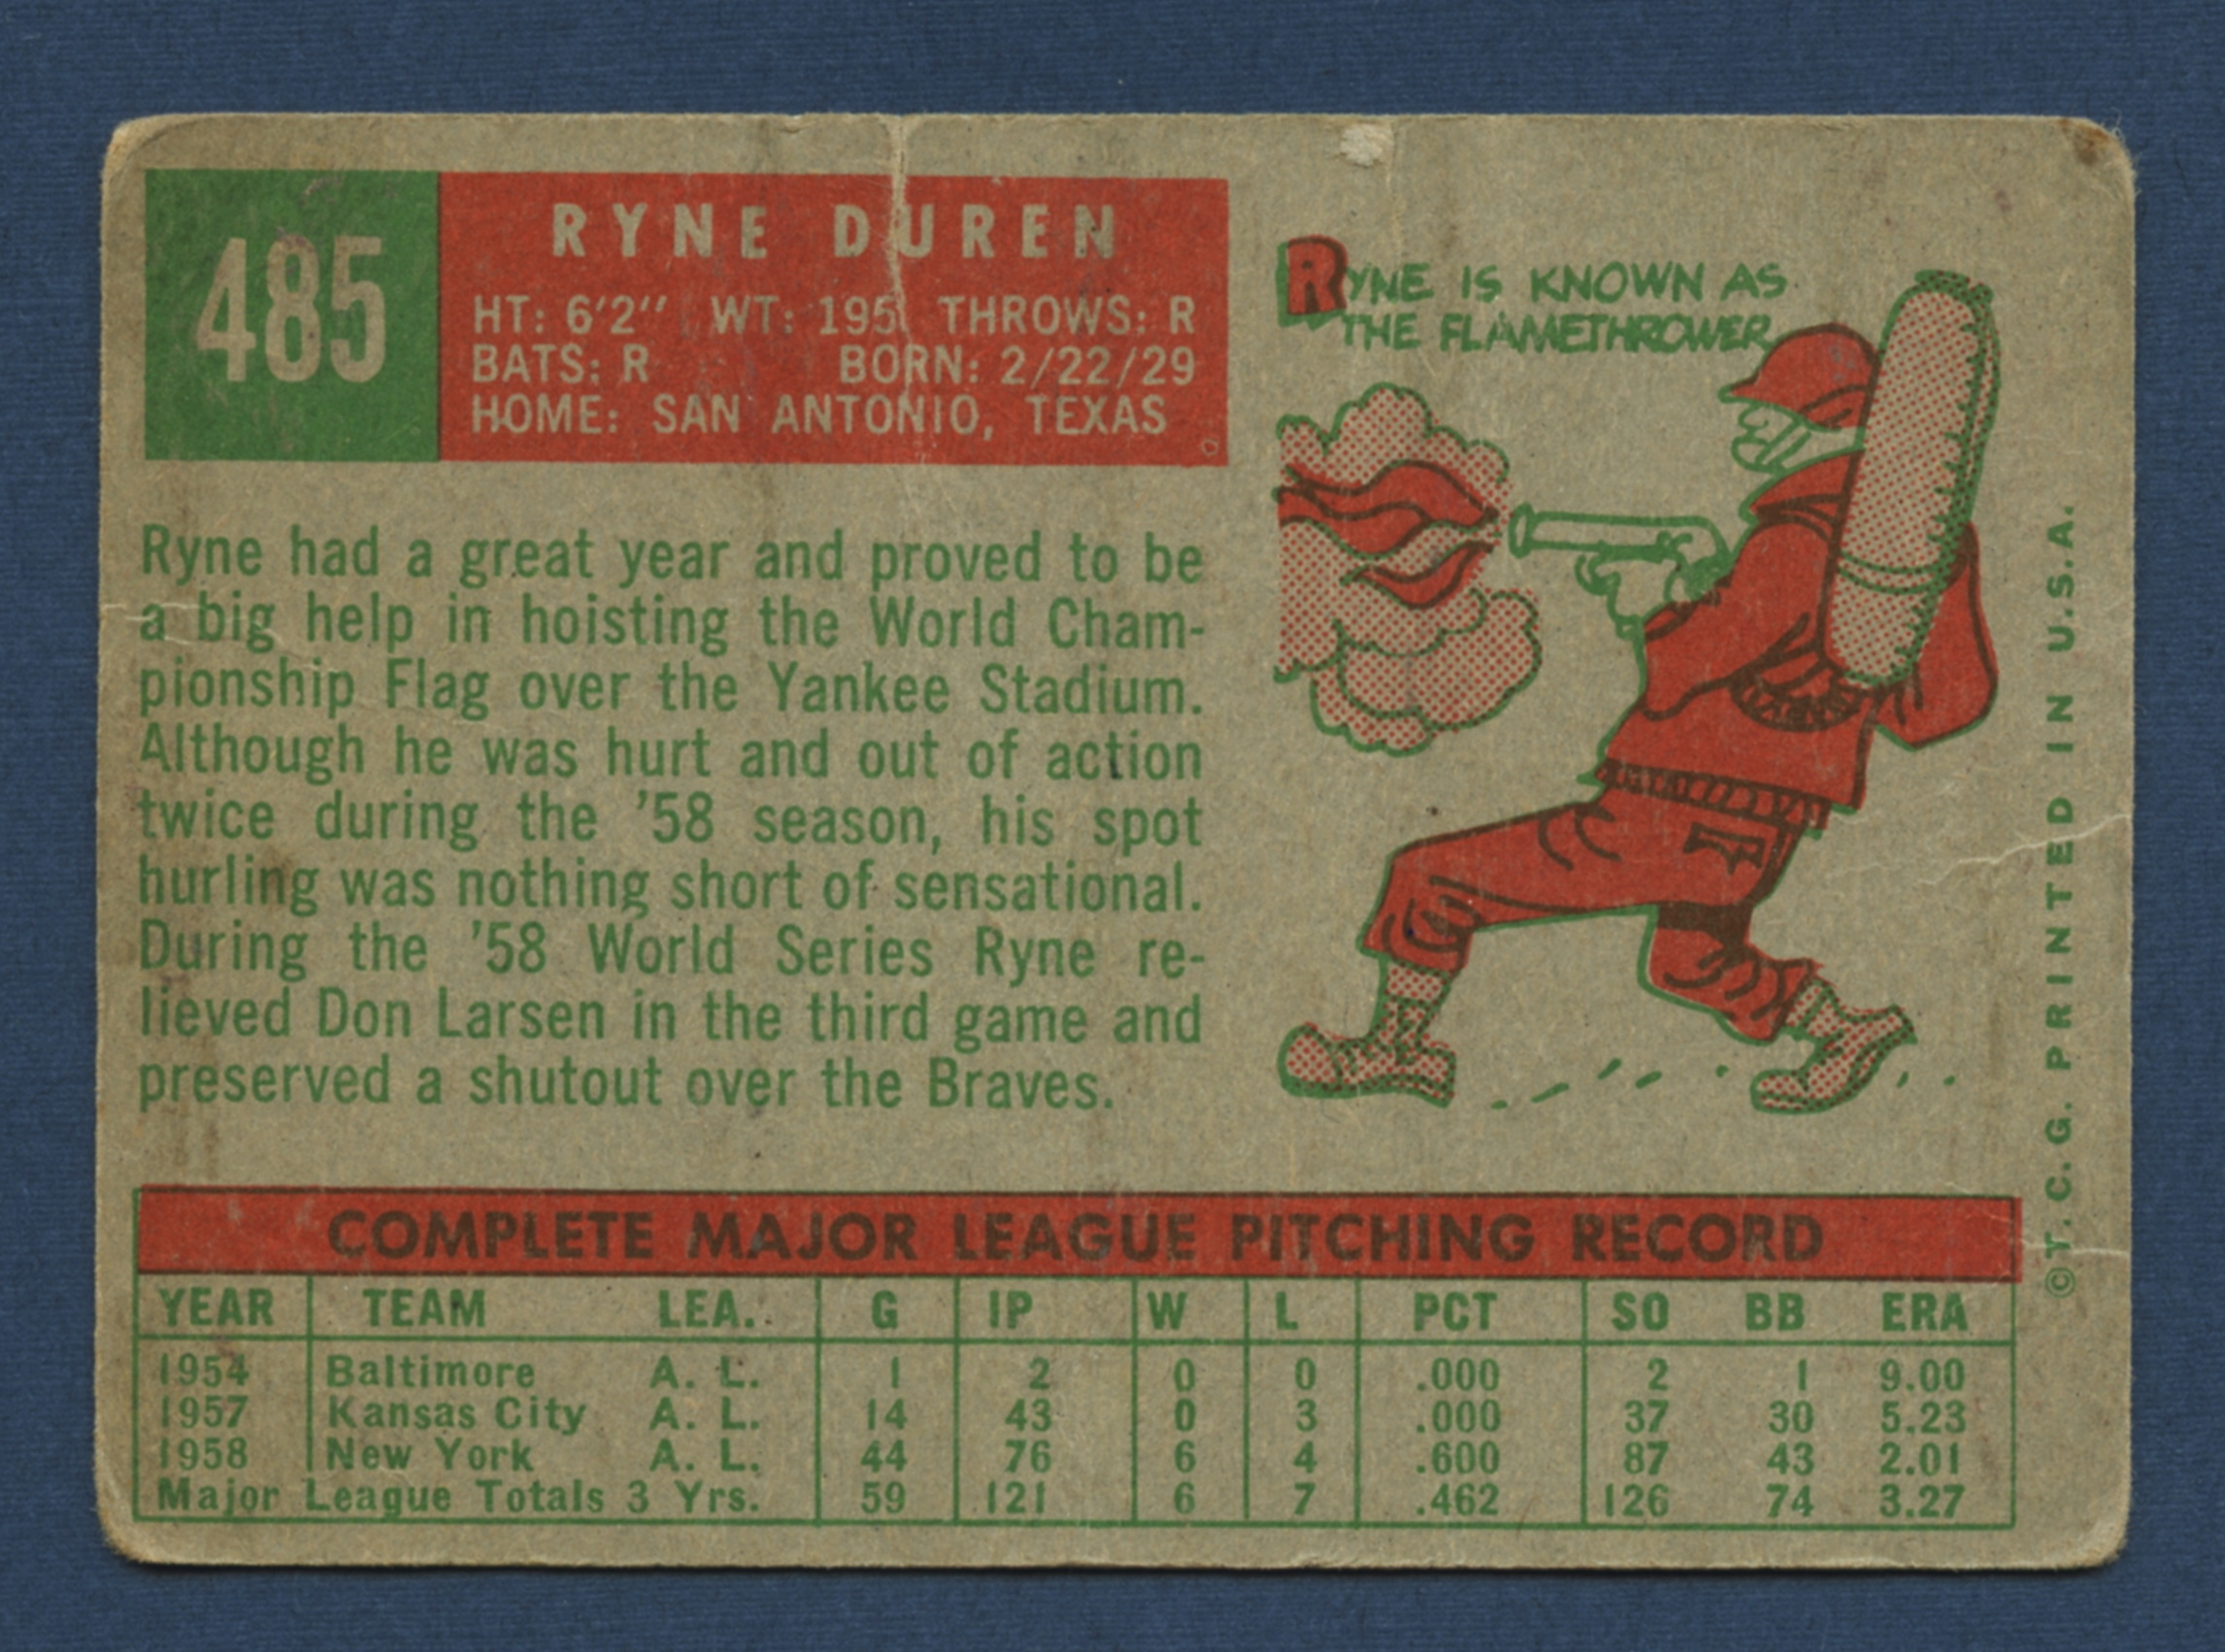 485
RYNE DUREN
HT: 6'2" WT: 195 THROWS: R
BATS: R BORN: 2/22/29
HOME: SAN ANTONIO, TEXAS
Ryne had a great year and proved to be
a big help in hoisting the World Cham-
pionship Flag over the Yankee Stadium.
Although he was hurt and out of action
twice during the '58 season, his spot
hurling was nothing short of sensational.
During the '58 World Series Ryne re-
lieved Don Larsen in the third game and
preserved a shutout over the Braves.
RYNE IS KNOWN AS
THE FLAMETHROWER
©T.C.G. PRINTED IN U.S.A.
COMPLETE MAJOR LEAGUE PITCHING RECORD
YEAR TEAM LEA. G IP W L PCT SO BB ERA
1954 Baltimore A. L. 1 2 0 0 .000 2 1 9.00
1957 Kansas City A. L. 14 43 0 3 .000 37 30 5.23
1958 New York A. L. 44 76 6 4 .600 87 43 2.01
Major League Totals 3 Yrs. 59 121 6 7 .462 126 74 3.27